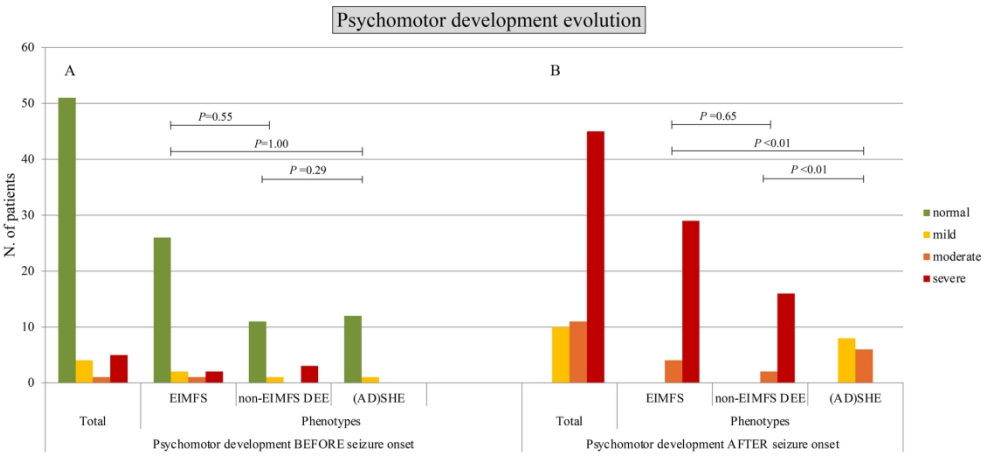 Psychomotor development evolution
N. of patients
60
50
40
30
20
10
0
A
P=0.55
P=1.00
P =0.29
B
P=0.65
P <0.01
P <0.01
normal
mild
moderate
severe
EIMFS non-EIMFS DEE (AD)SHE EIMFS non-EIMFS DEE (AD)SHE
Total Phenotypes Total Phenotypes
Psychomotor development BEFORE seizure onset Psychomotor development AFTER seizure onset